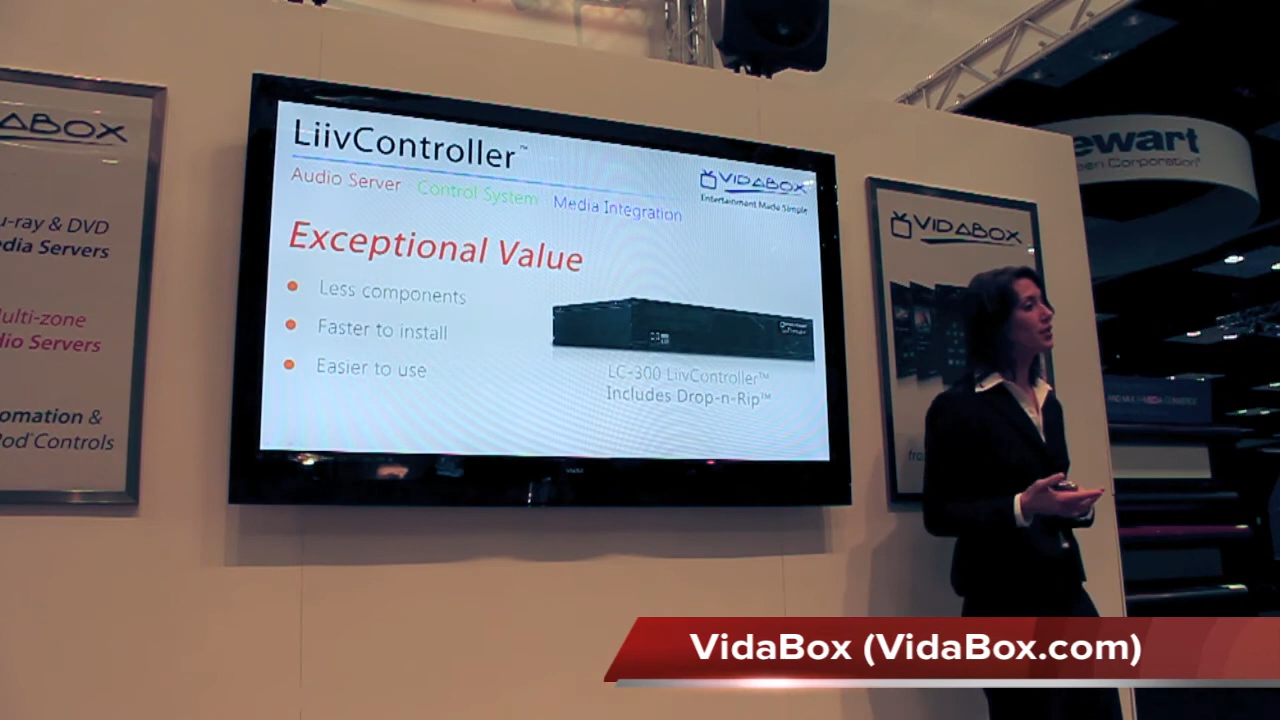 DABOX
u-ray & DVD
edia Servers
ulti-zone
dio Servers
omation &
Pod Controls
LiivController™
Audio Server Control System Media Integration
VIDABOX
Entertainment Made Simple
Exceptional Value
Less components
Faster to install
Easier to use
LC-300 LiivController™
Includes Drop-n-Rip™
VIDABOX
fro
ewart
een Corporation
VidaBox (VidaBox.com)